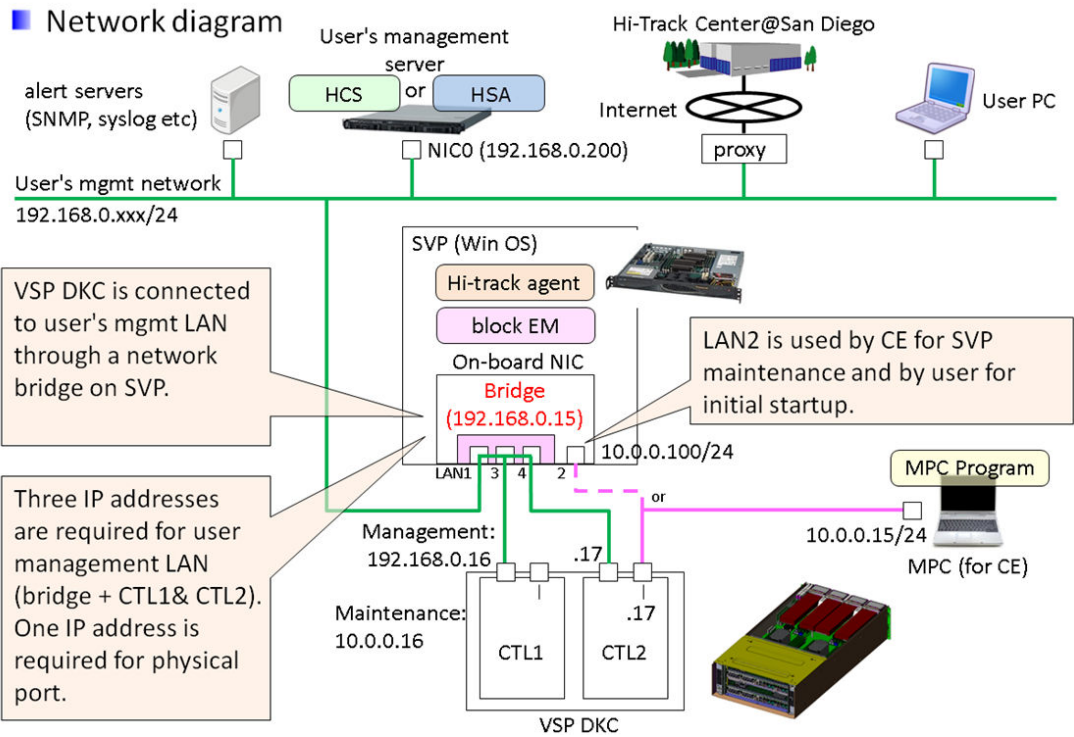 Network diagram
Hi-Track Center@San Diego
User's management
server
HCS or HSA
alert servers
(SNMP, syslog etc)
Internet
User PC
NIC0 (192.168.0.200)
proxy
User's mgmt network
192.168.0.xxx/24
SVP (Win OS)
Hi-track agent
block EM
On-board NIC
Bridge
(192.168.0.15)
VSP DKC is connected
to user's mgmt LAN
through a network
bridge on SVP.
LAN2 is used by CE for SVP
maintenance and by user for
initial startup.
10.0.0.100/24
LAN1 3 4 2
Three IP addresses
are required for user
management LAN
(bridge + CTL1& CTL2).
One IP address is
required for physical
port.
or
MPC Program
10.0.0.15/24
MPC (for CE)
Management:
192.168.0.16
.17
Maintenance:
10.0.0.16
.17
CTL1
CTL2
VSP DKC